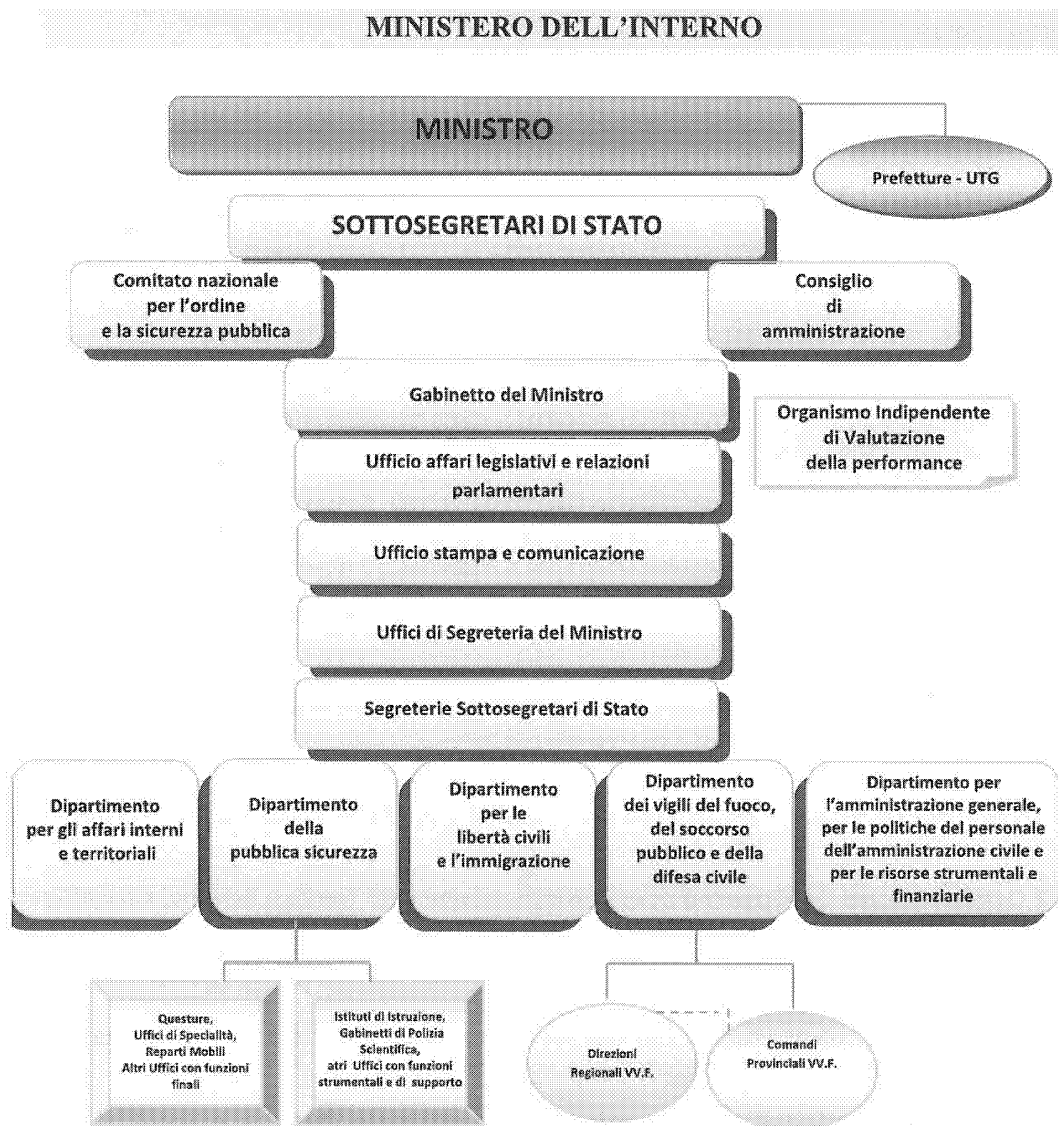 MINISTERO DELL'INTERNO
MINISTRO
Prefetture - UTG
SOTTOSEGRETARI DI STATO
Comitato nazionale
per l'ordine
e la sicurezza pubblica
Consiglio
di
amministrazione
Gabinetto del Ministro
Organismo Indipendente
di Valutazione
della performance
Ufficio affari legislativi e relazioni
parlamentari
Ufficio stampa e comunicazione
Uffici di Segreteria del Ministro
Segreterie Sottosegretari di Stato
Dipartimento
per gli affari interni
e territoriali
Dipartimento
della
pubblica sicurezza
Dipartimento
per le
libertà civili
e l'immigrazione
Dipartimento
dei vigili del fuoco,
del soccorso
pubblico e della
difesa civile
Dipartimento per
l'amministrazione generale,
per le politiche del personale
dell'amministrazione civile e
per le risorse strumentali e
finanziarie
Questure,
Uffici di Specialità,
Reparti Mobili
Altri Uffici con funzioni
finali
Istituti di Istruzione,
Gabinetti di Polizia
Scientifica,
atri Uffici con funzioni
strumentali e di supporto
Direzioni
Regionali VV.F.
Comandi
Provinciali VV.F.